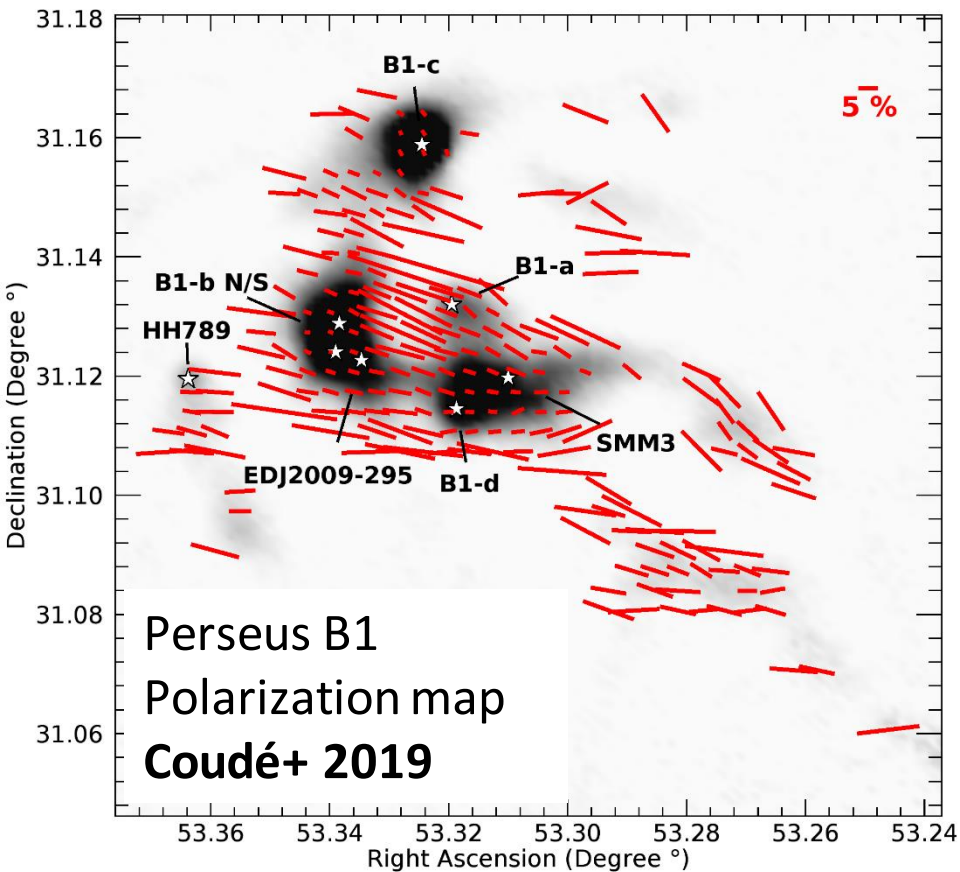 31.18
31.16
31.14
31.12
31.10
31.08
31.06
Declination (Degree °)
B1-c
5 %
B1-a
B1-b N/S
HH789
SMM3
EDJ2009-295
B1-d
Perseus B1
Polarization map
Coudé+ 2019
53.36 53.34 53.32 53.30 53.28 53.26 53.24
Right Ascension (Degree °)